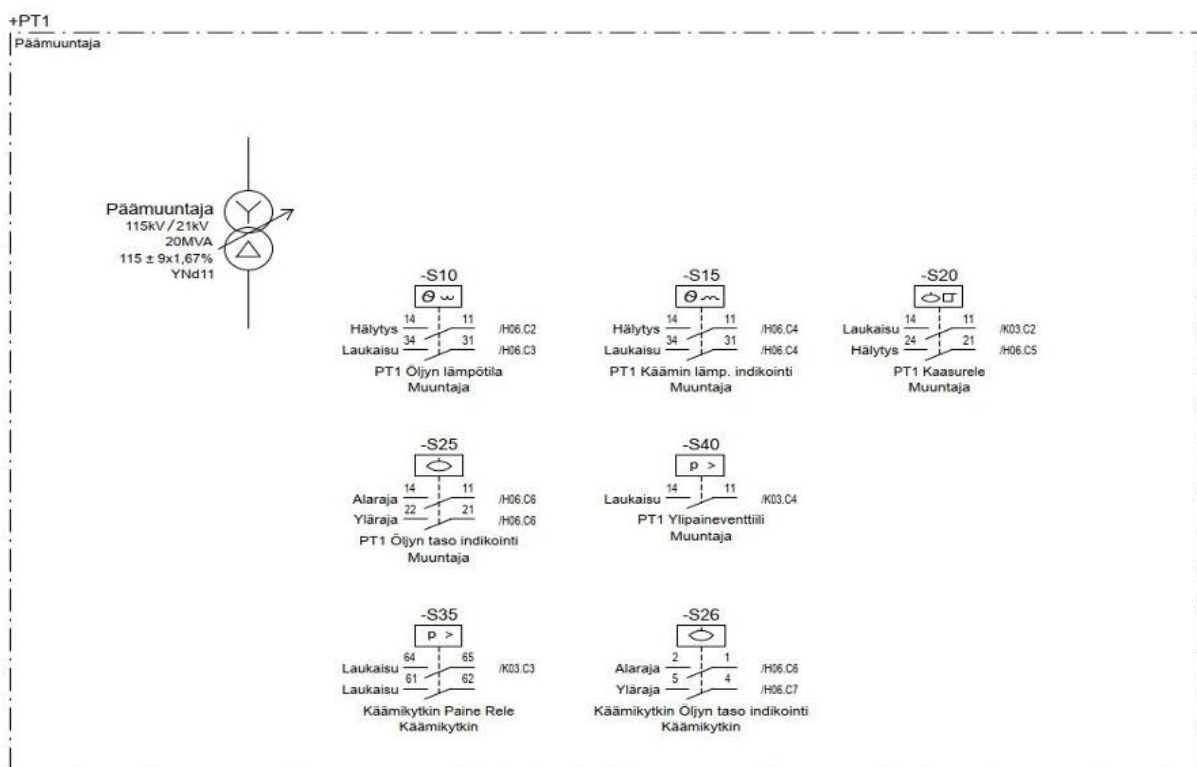 +PT1
Päämuuntaja
Päämuuntaja
115kV/21kV
20MVA
115 ± 9x1,67%
YNd11
-S10
14 11
Hälytys /H06.C2
34 31
Laukaisu /H06.C3
PT1 Öljyn lämpötila
Muuntaja
-S15
14 11
Hälytys /H06.C4
34 31
Laukaisu /H06.C4
PT1 Käämin lämp. indikointi
Muuntaja
-S20
14 11
Laukaisu /K03.C2
24 21
Hälytys /H06.C5
PT1 Kaasurele
Muuntaja
-S25
14 11
Alaraja /H06.C6
22 21
Yläraja /H06.C6
PT1 Öljyn taso indikointi
Muuntaja
-S40
p >
14 11
Laukaisu /K03.C4
PT1 Ylipaineventtiili
Muuntaja
-S35
p >
64 65
Laukaisu /K03.C3
61 62
Laukaisu
Käämikytkin Paine Rele
Käämikytkin
-S26
2 1
Alaraja /H06.C6
5 4
Yläraja /H06.C7
Käämikytkin Öljyn taso indikointi
Käämikytkin